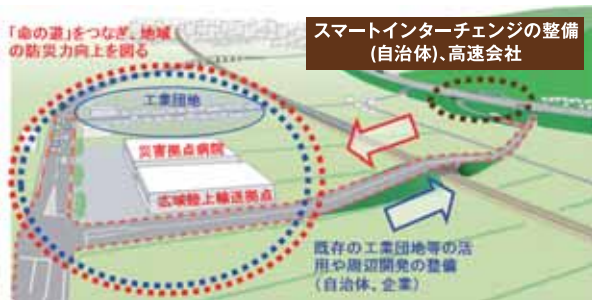 「命の道」をつなぎ、地域
の防災力向上を図る
スマートインターチェンジの整備
(自治体)、高速会社
工業団地
災害拠点病院
広域陸上輸送拠点
既存の工業団地等の活
用や周辺開発の整備
(自治体、企業)